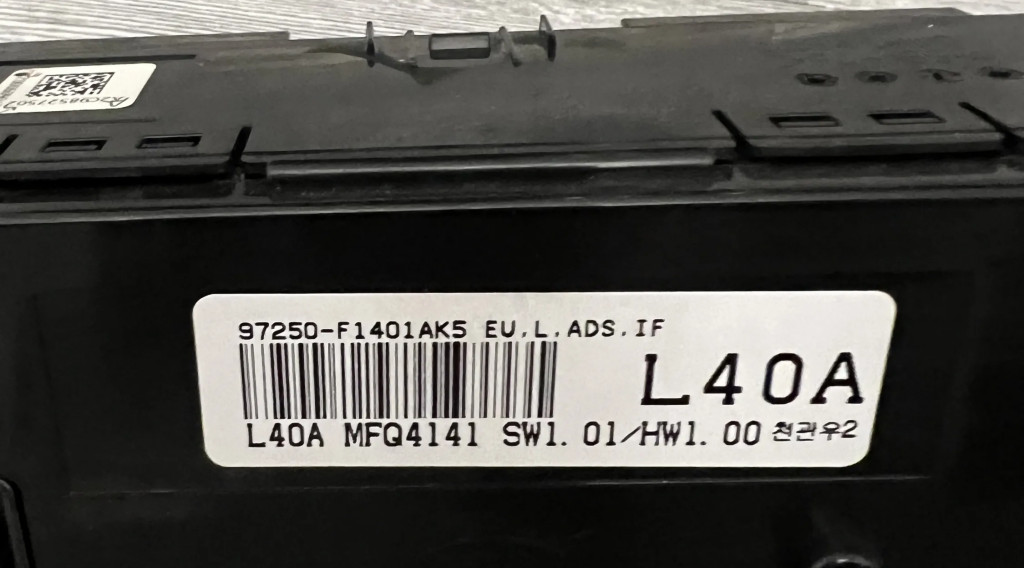 97250-F1401AK5 EU.L.ADS.IF
L40A
L40A MFQ4141 SW1.01/HW1.00 천관우2